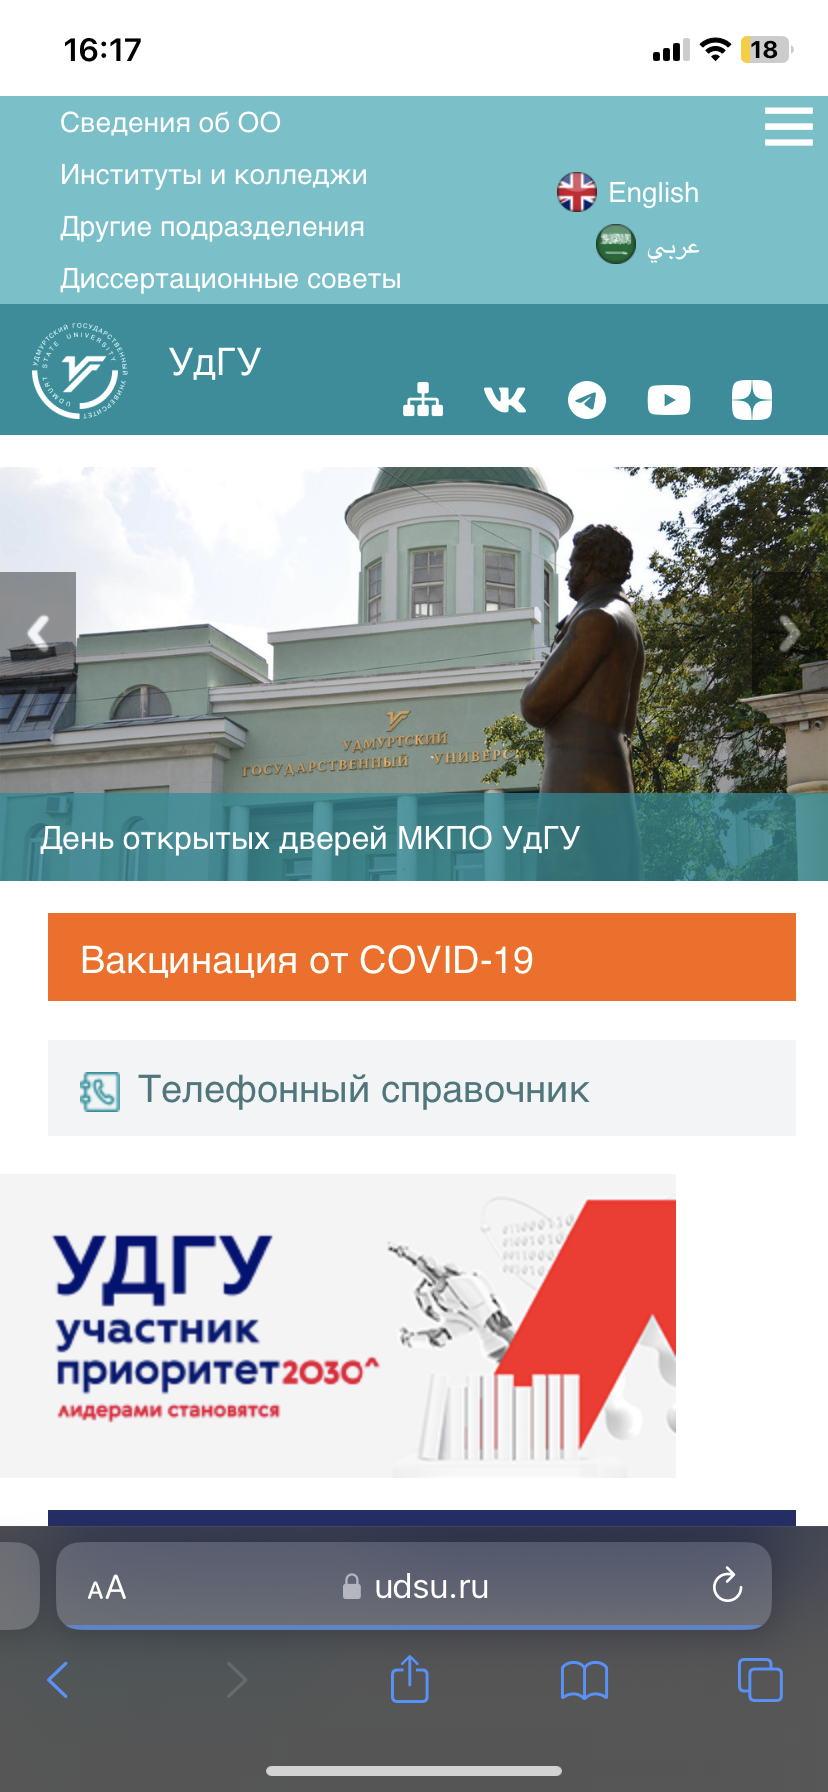 16:17
18
Сведения об ОО
Институты и колледжи
Другие подразделения
Диссертационные советы
English
عربي
УДМУРТСКИЙ ГОСУДАРСТВЕННЫЙ УНИВЕРСИТЕТ
UDMURT STATE UNIVERSITY
УдГУ
УДМУРТСКИЙ
ГОСУДАРСТВЕННЫЙ УНИВЕРС
День открытых дверей МКПО УдГУ
Вакцинация от COVID-19
Телефонный справочник
УДГУ
участник
приоритет2030^
лидерами становятся
AA
udsu.ru